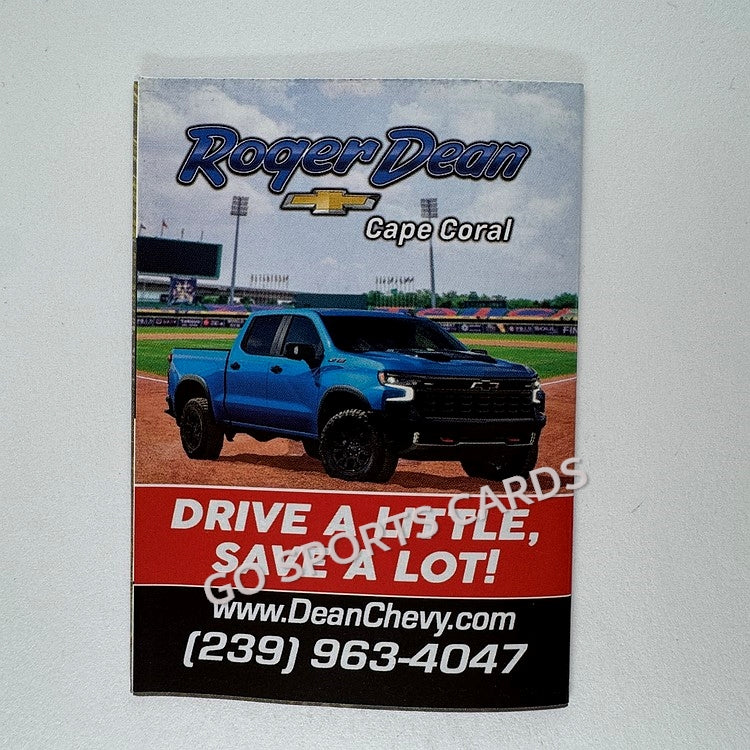 Roger Dean
Cape Coral
DRIVE A LITTLE,
SAVE A LOT!
GO SPORTS CARDS
www.DeanChevy.com
(239) 963-4047